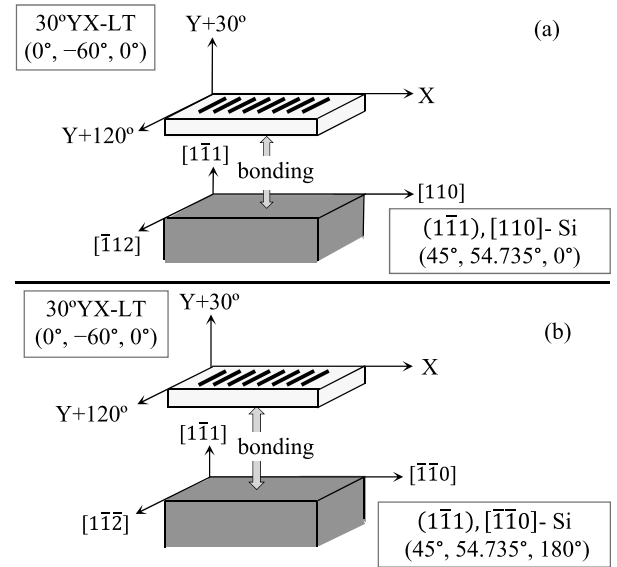 30ºYX-LT
(0°, −60°, 0°)
Y+30º
(a)
X
Y+120º
[11̅1]
bonding
[110]
[1̅12]
(11̅1), [110]- Si
(45°, 54.735°, 0°)
30ºYX-LT
(0°, −60°, 0°)
Y+30º
(b)
X
Y+120º
[11̅1]
bonding
[1̅1̅0]
[11̅2̅]
(11̅1), [1̅1̅0]- Si
(45°, 54.735°, 180°)